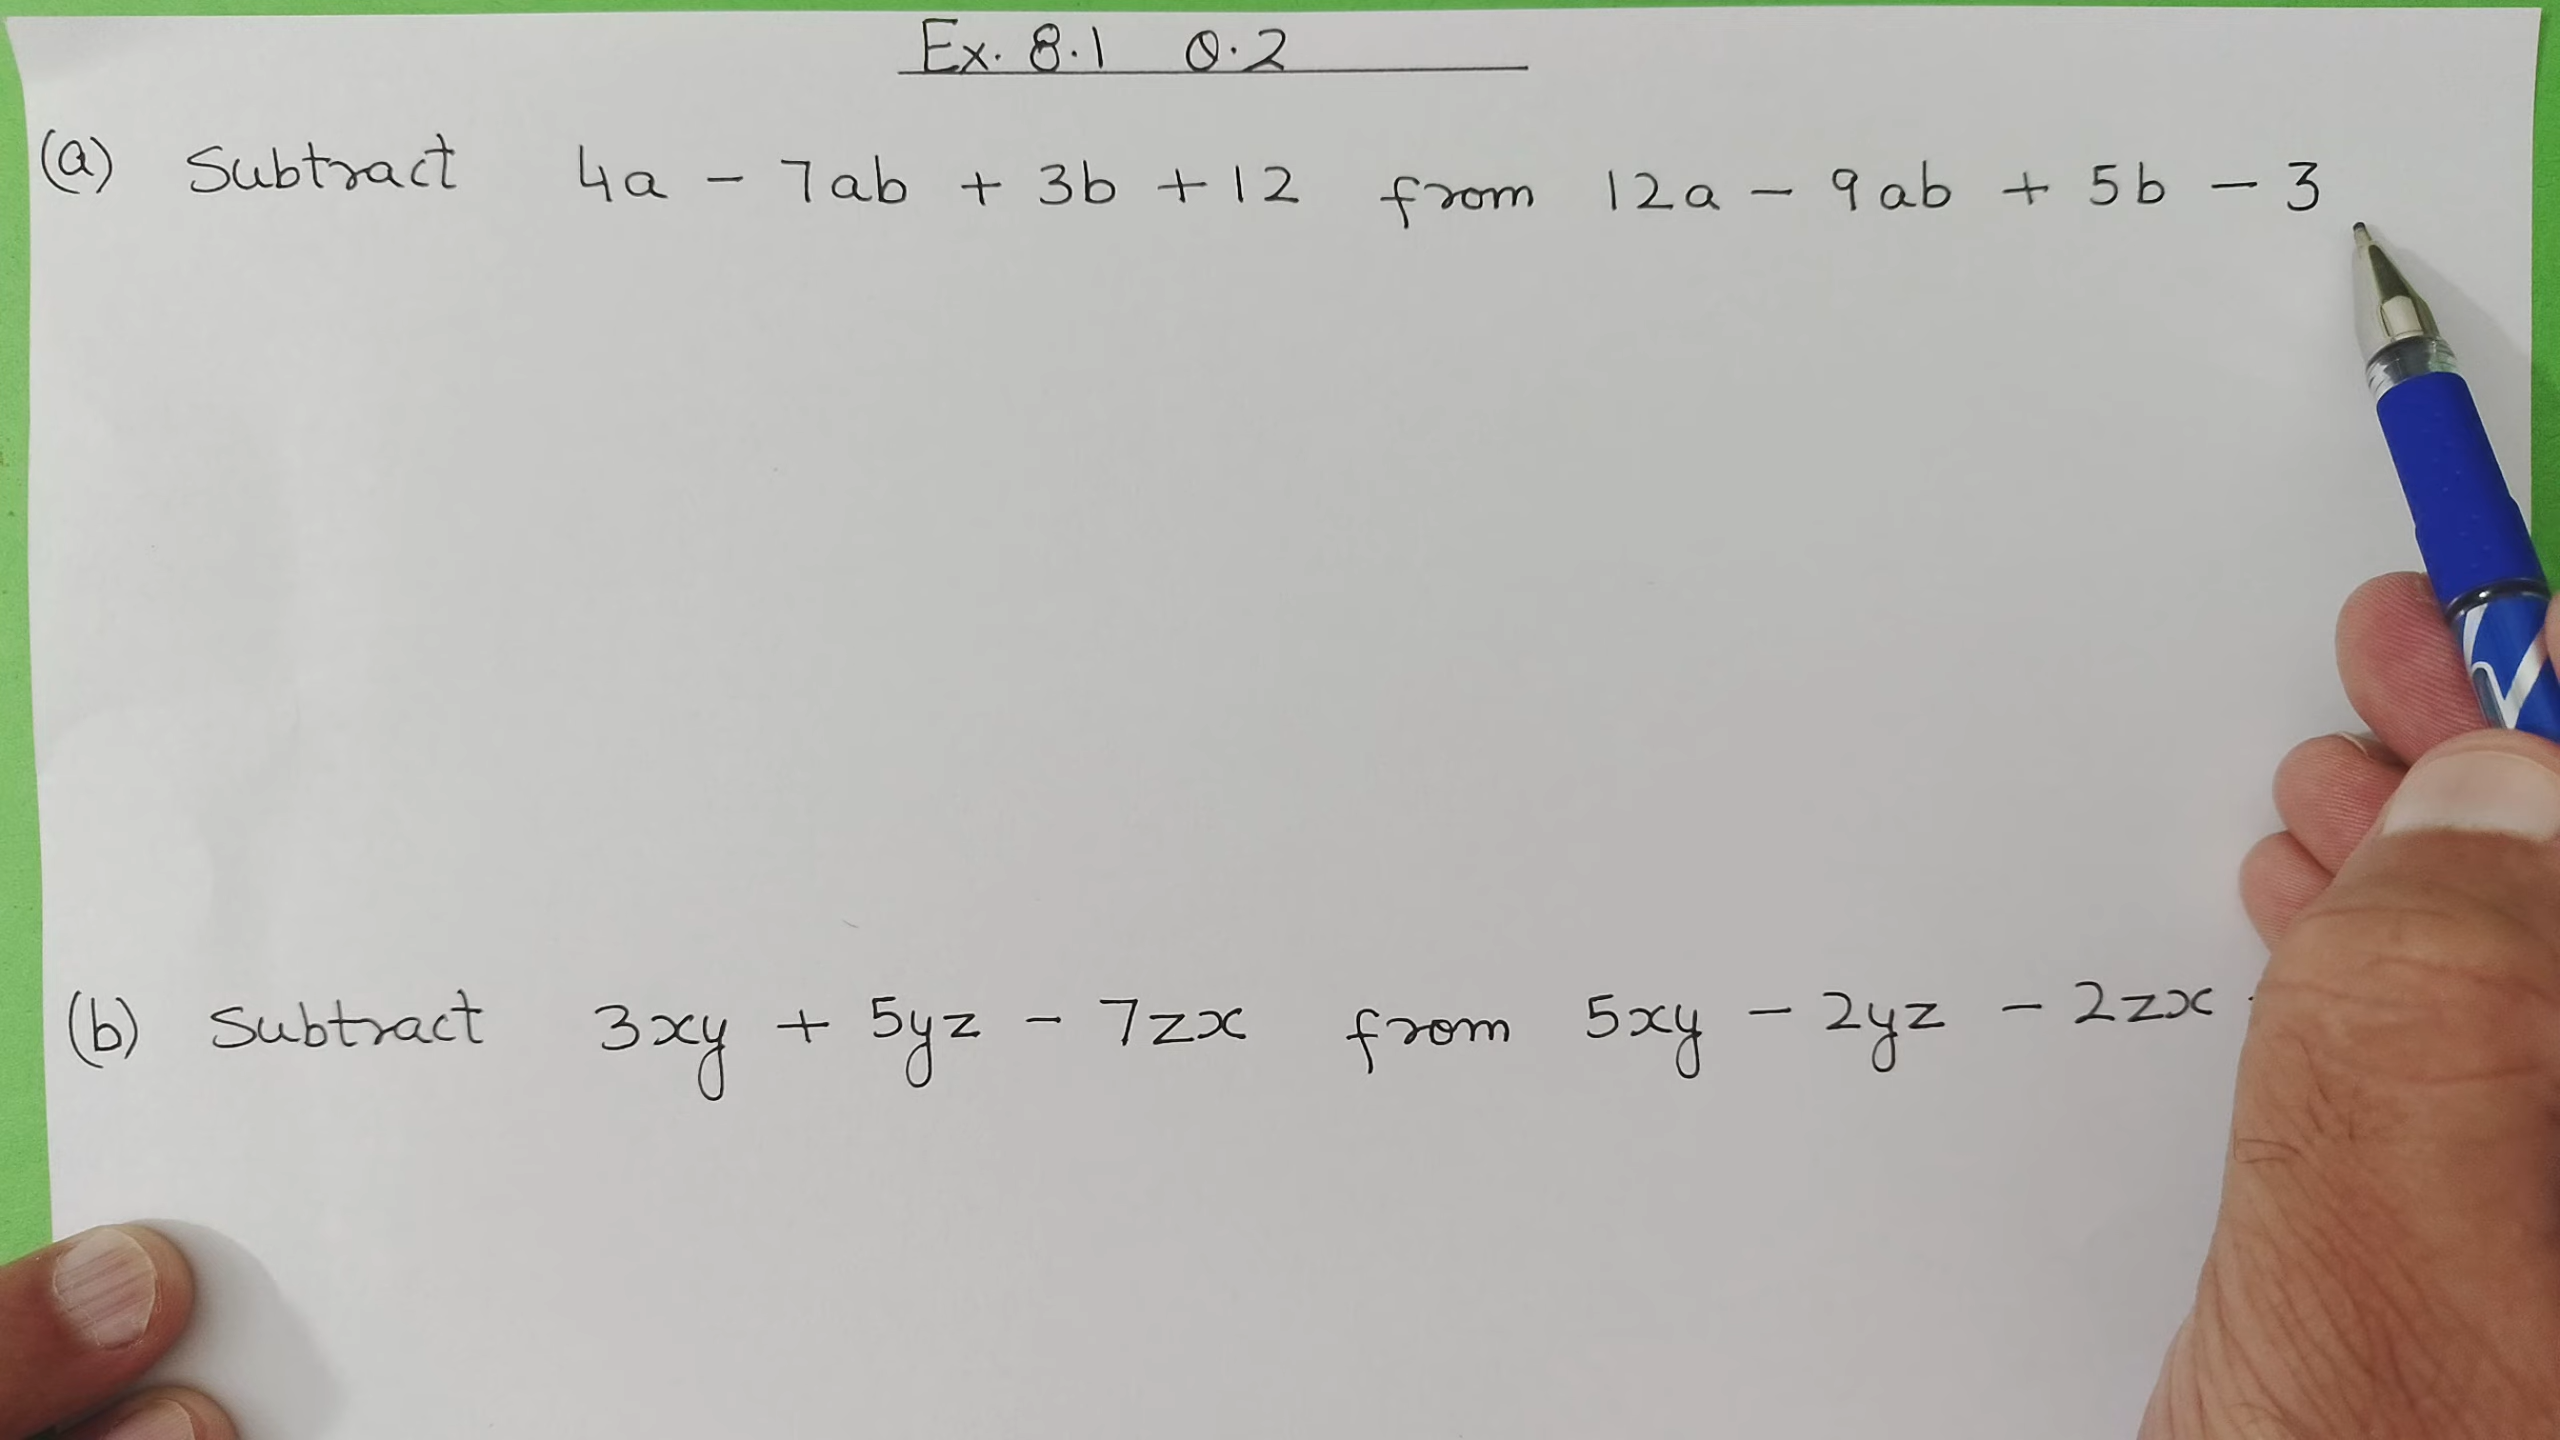 Ex. 8.1 Q.2
(a) Subtract 4a - 7ab + 3b + 12 from 12a - 9ab + 5b - 3
(b) Subtract 3xy + 5yz - 7zx from 5xy - 2yz - 2zx